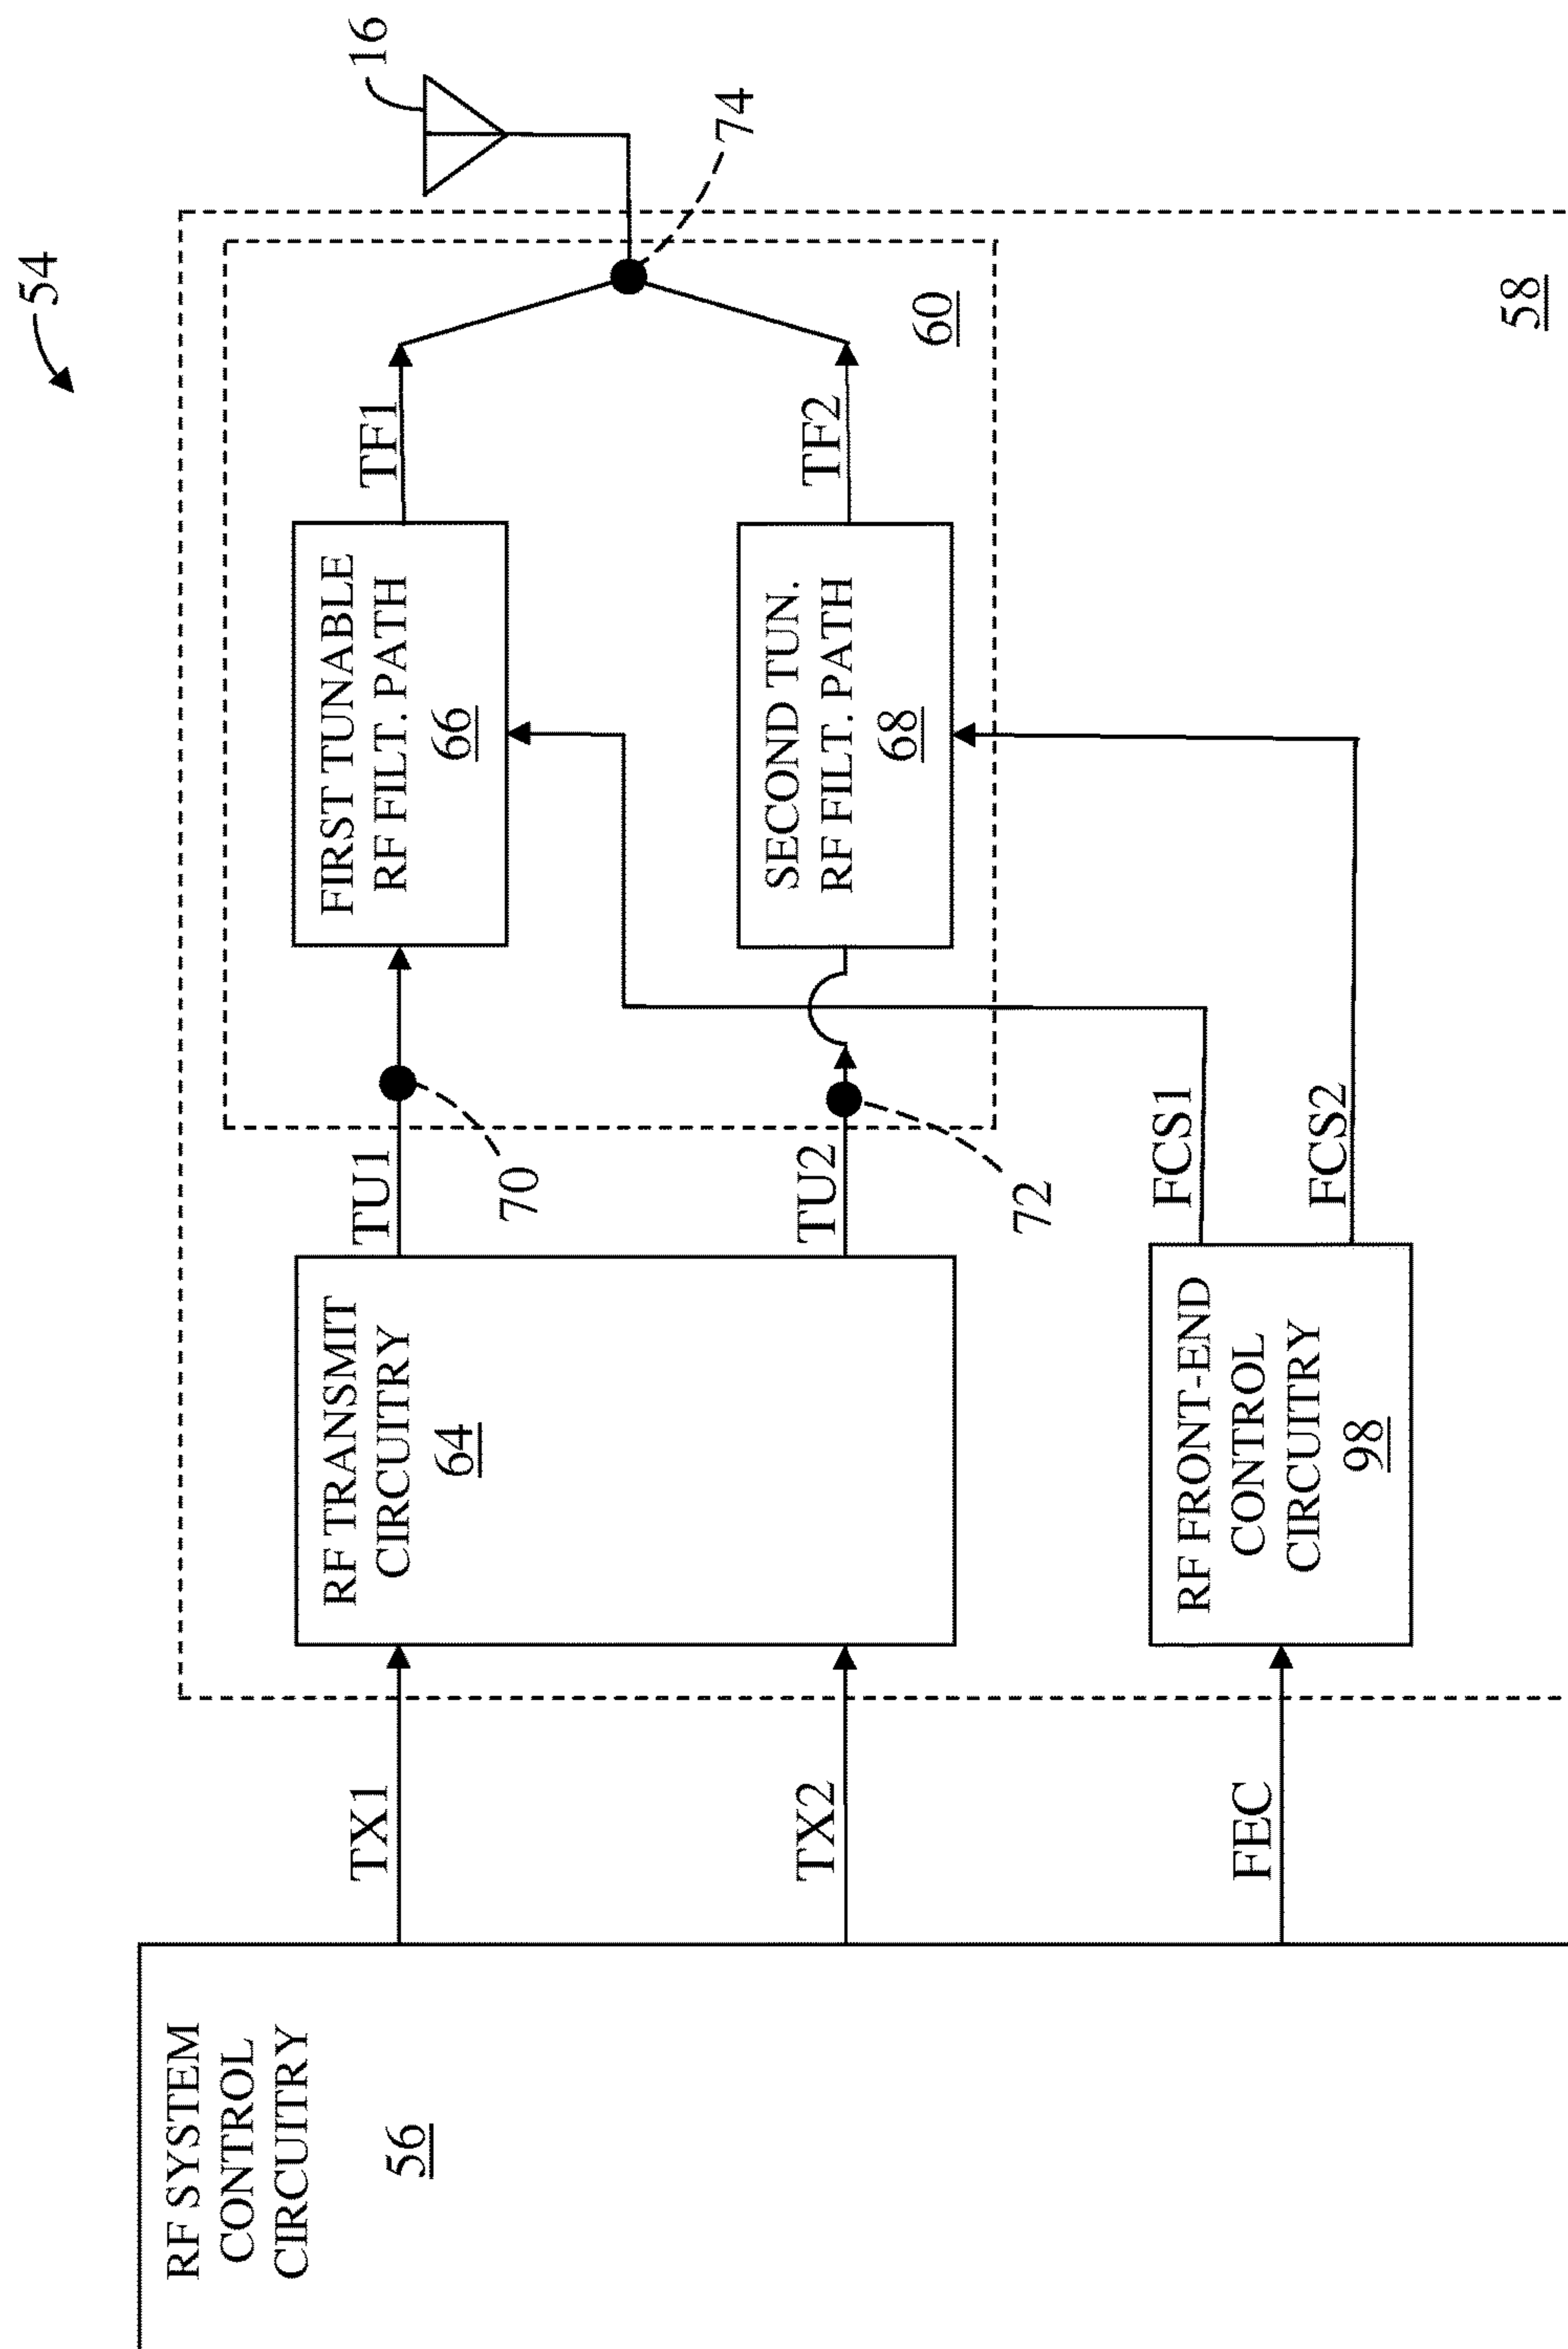 54
RF SYSTEM
CONTROL
CIRCUITRY
56
TX1
TX2
FEC
RF TRANSMIT
CIRCUITRY
64
TU1
TU2
70
72
RF FRONT-END
CONTROL
CIRCUITRY
98
FCS1
FCS2
FIRST TUNABLE
RF FILT. PATH
66
SECOND TUN.
RF FILT. PATH
68
TF1
TF2
60
58
74
16